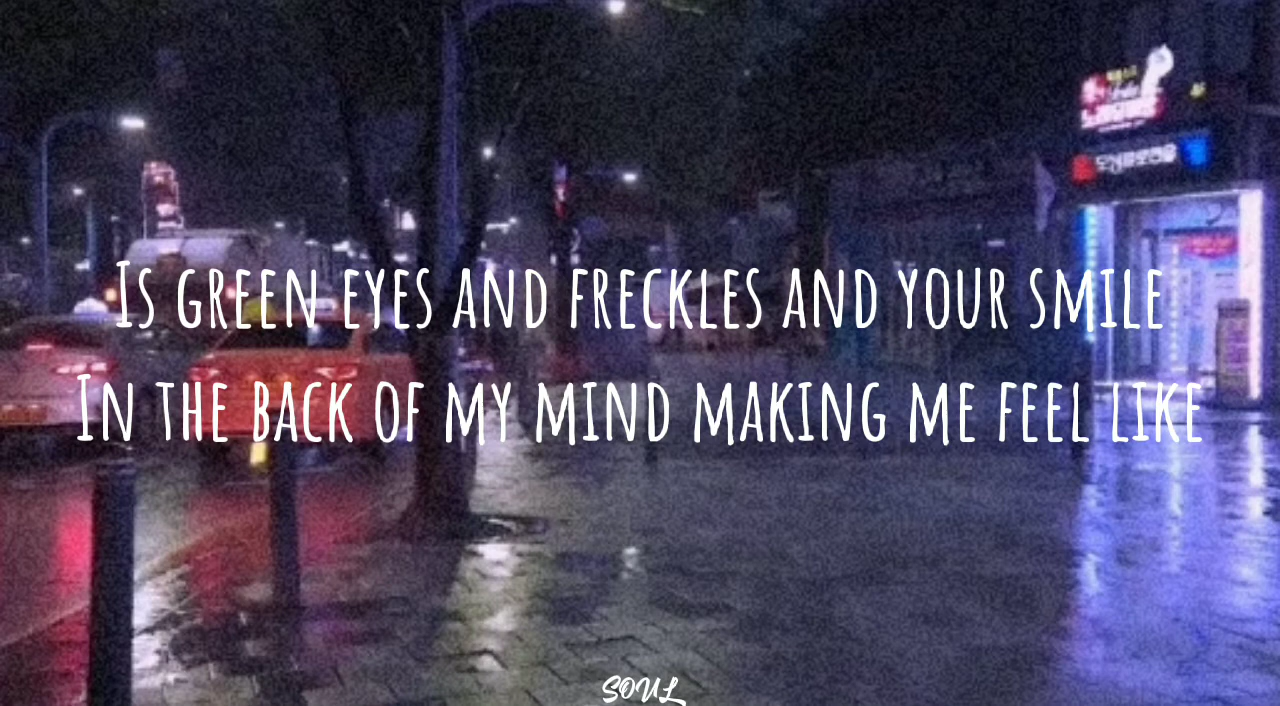 IS GREEN EYES AND FRECKLES AND YOUR SMILE
IN THE BACK OF MY MIND MAKING ME FEEL LIKE
SOUL